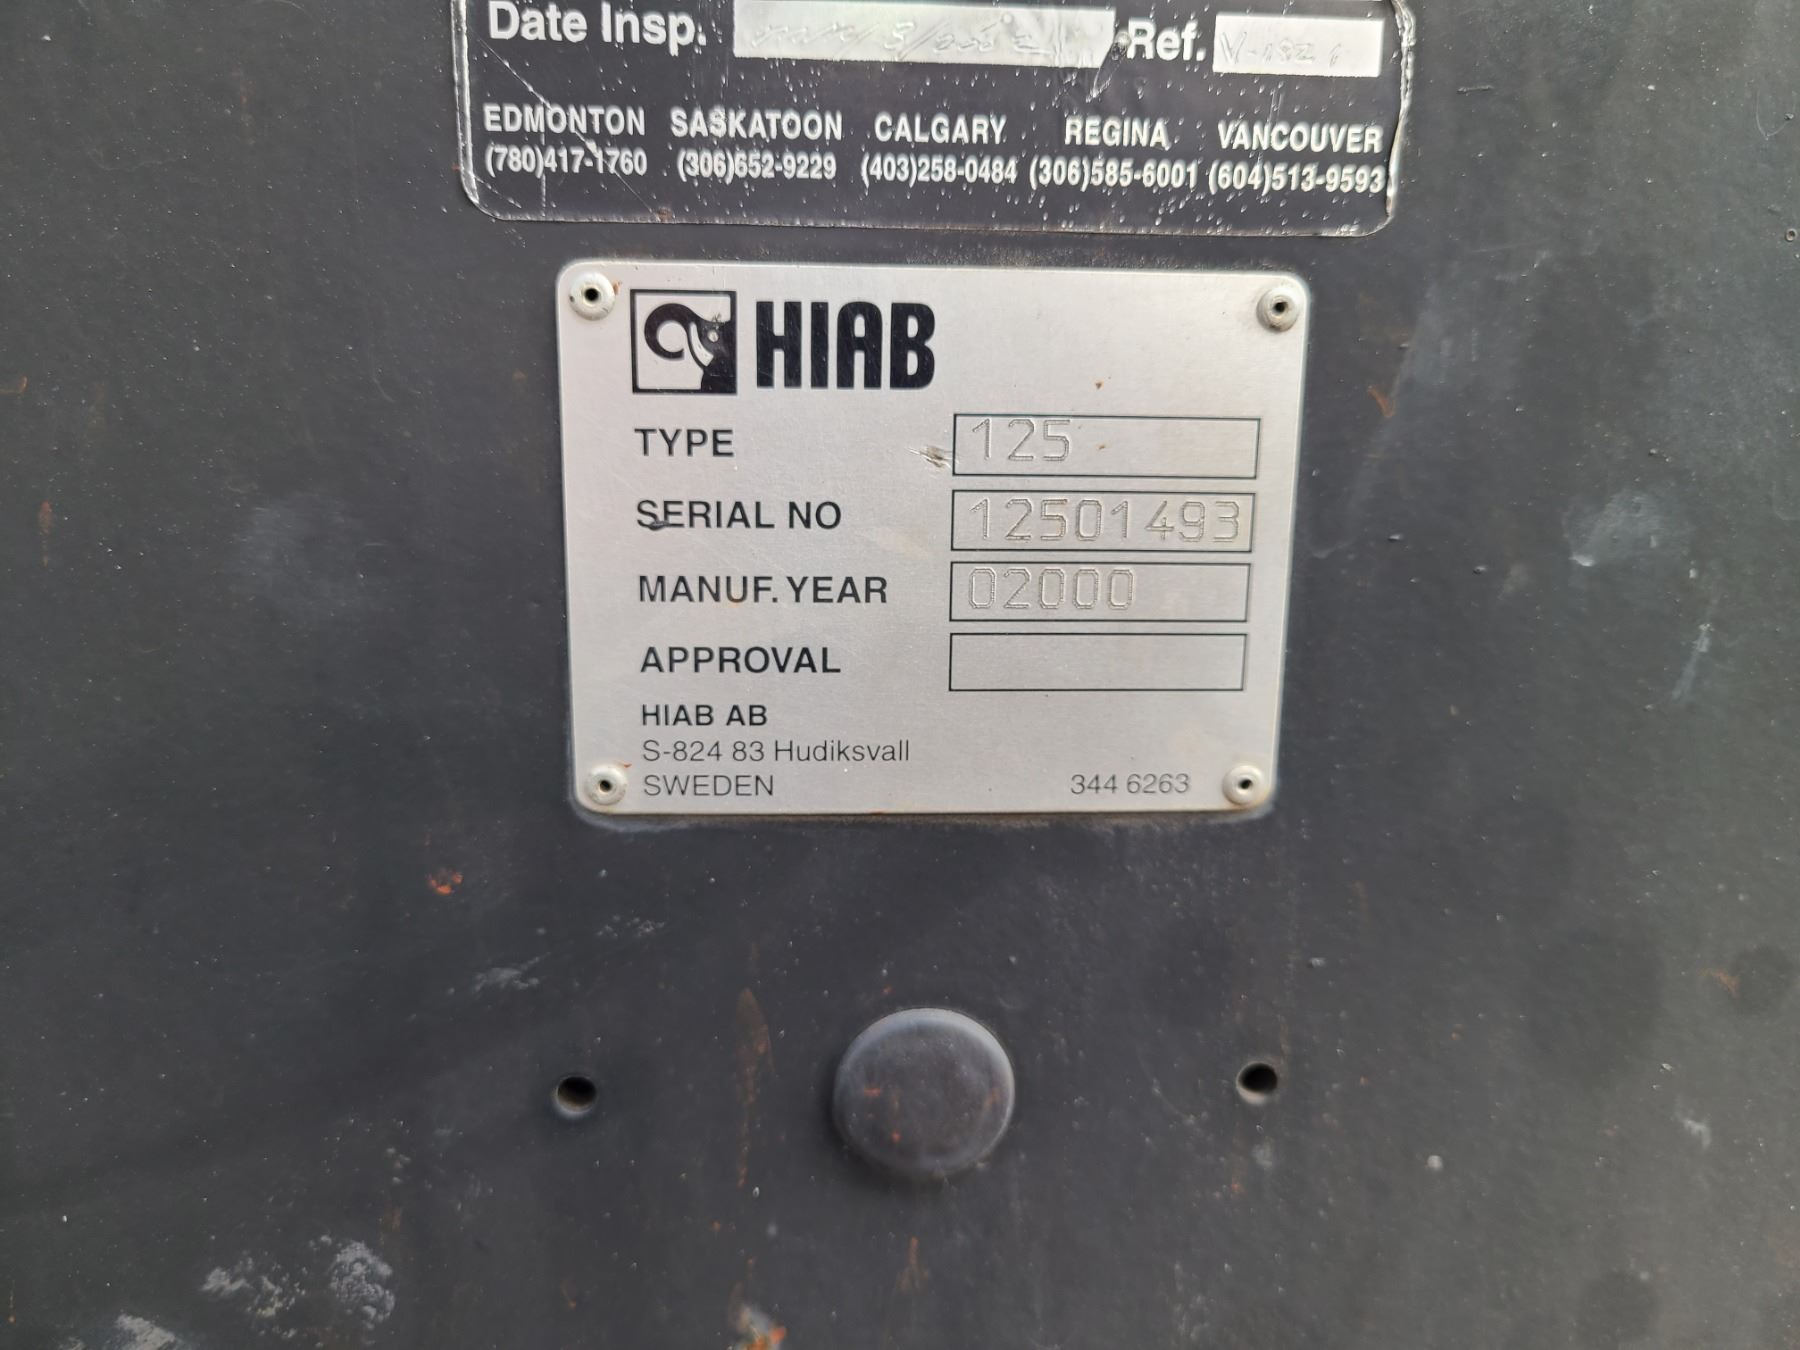 Date Insp. Ref.
EDMONTON SASKATOON CALGARY REGINA VANCOUVER
(780)417-1760 (306)652-9229 (403)258-0484 (306)585-6001 (604)513-9593
HIAB
TYPE 125
SERIAL NO 12501493
MANUF. YEAR 02000
APPROVAL
HIAB AB
S-824 83 Hudiksvall
SWEDEN 344 6263